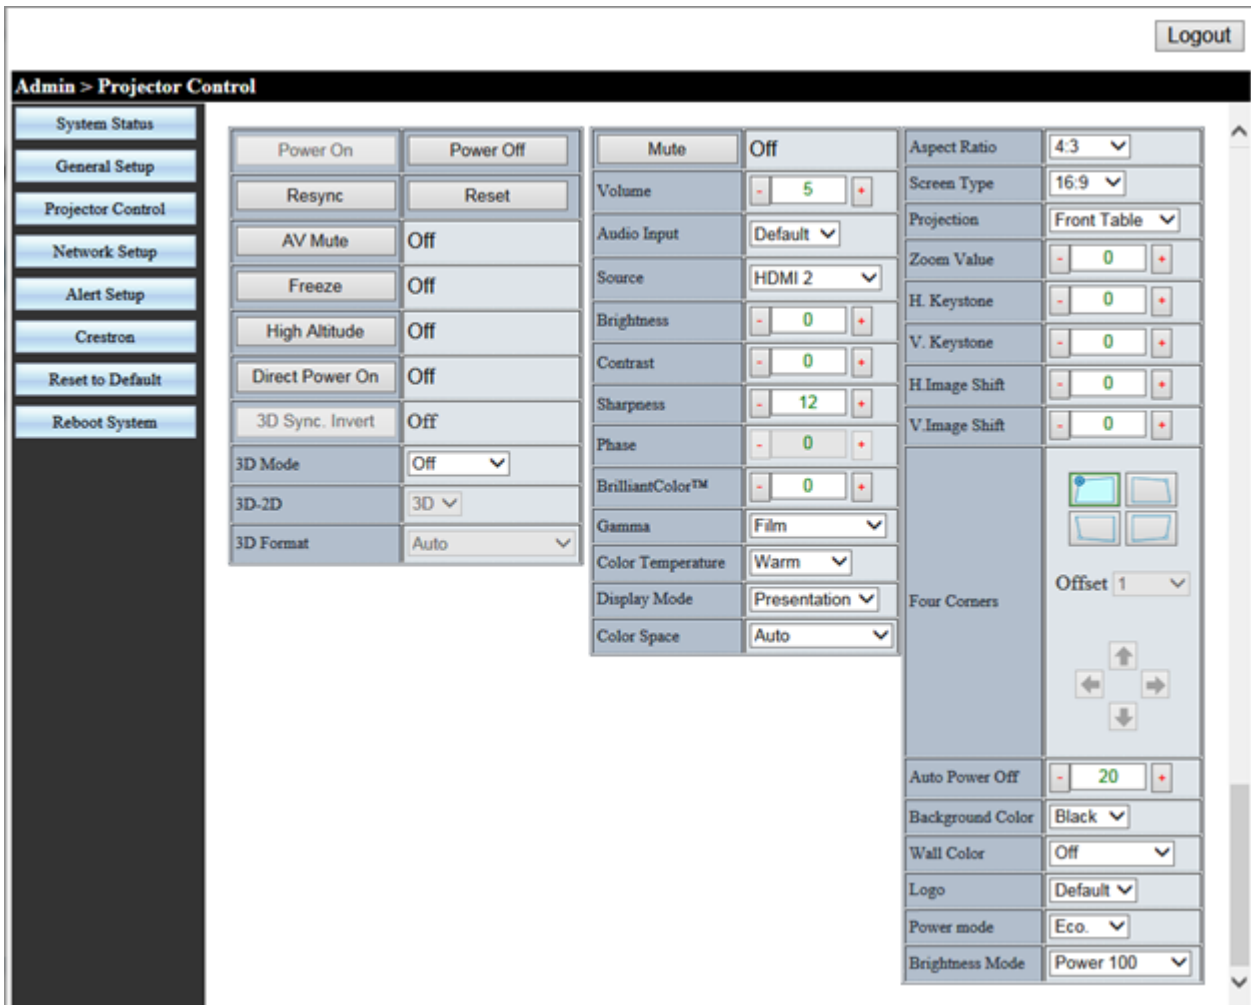 Logout
Admin > Projector Control
System Status
General Setup
Projector Control
Network Setup
Alert Setup
Crestron
Reset to Default
Reboot System
Power On Power Off
Resync Reset
AV Mute Off
Freeze Off
High Altitude Off
Direct Power On Off
3D Sync. Invert Off
3D Mode Off
3D-2D 3D
3D Format Auto
Mute Off
Volume - 5 +
Audio Input Default
Source HDMI 2
Brightness - 0 +
Contrast - 0 +
Sharpness - 12 +
Phase - 0 +
BrilliantColor™ - 0 +
Gamma Film
Color Temperature Warm
Display Mode Presentation
Color Space Auto
Aspect Ratio 4:3
Screen Type 16:9
Projection Front Table
Zoom Value - 0 +
H. Keystone - 0 +
V. Keystone - 0 +
H.Image Shift - 0 +
V.Image Shift - 0 +
Four Corners
Offset 1
Auto Power Off - 20 +
Background Color Black
Wall Color Off
Logo Default
Power mode Eco.
Brightness Mode Power 100